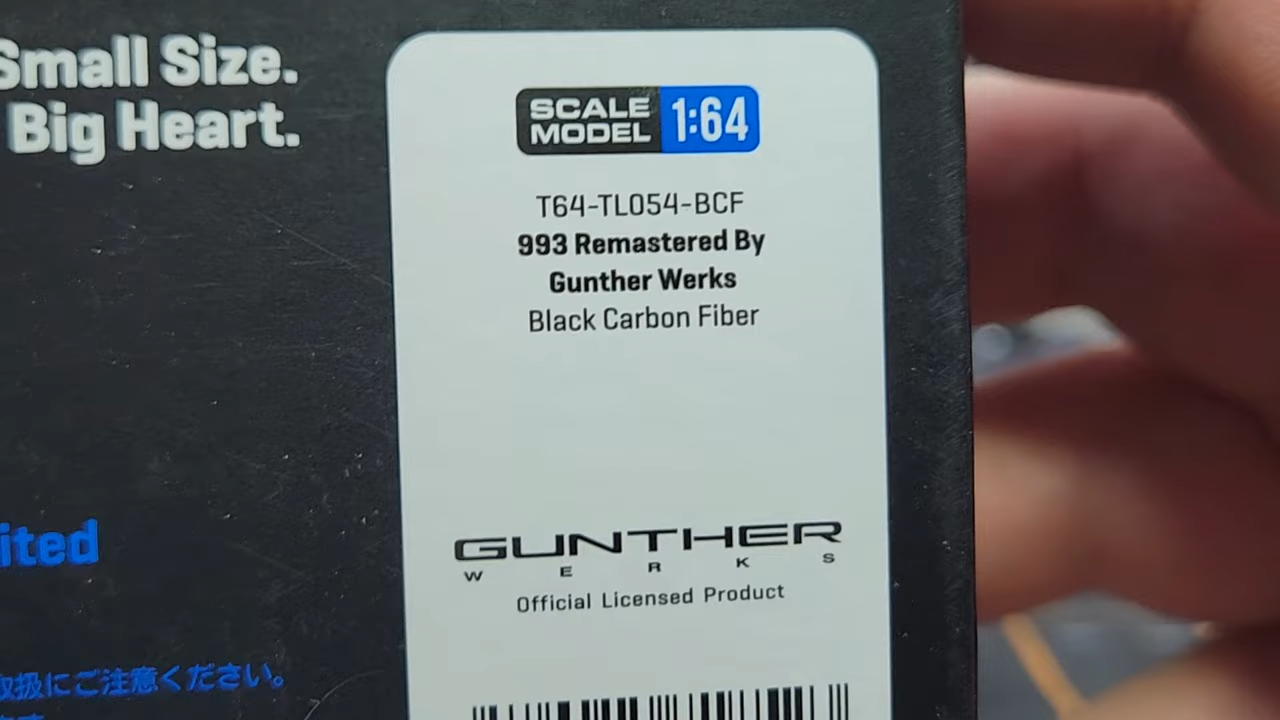 Small Size.
Big Heart.
SCALE
MODEL
1:64
T64-TL054-BCF
993 Remastered By
Gunther Werks
Black Carbon Fiber
GUNTHER
WERKS
Official Licensed Product
ited
取扱にご注意ください。